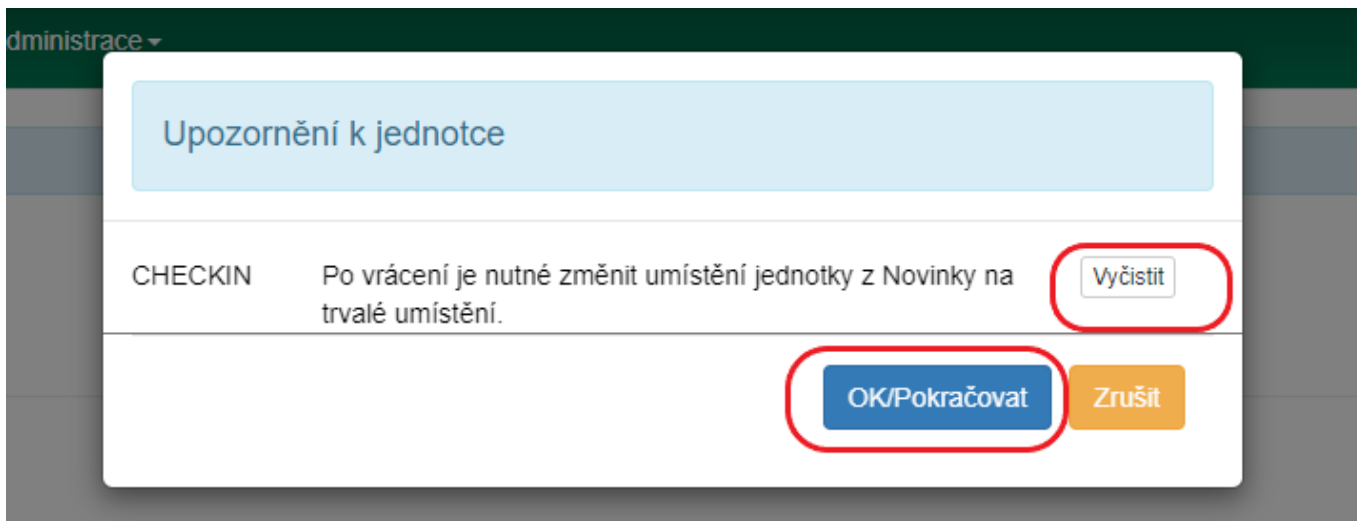 dministrace
Upozornění k jednotce
CHECKIN Po vrácení je nutné změnit umístění jednotky z Novinky na Vyčistit
trvalé umístění.
OK/Pokračovat Zrušit